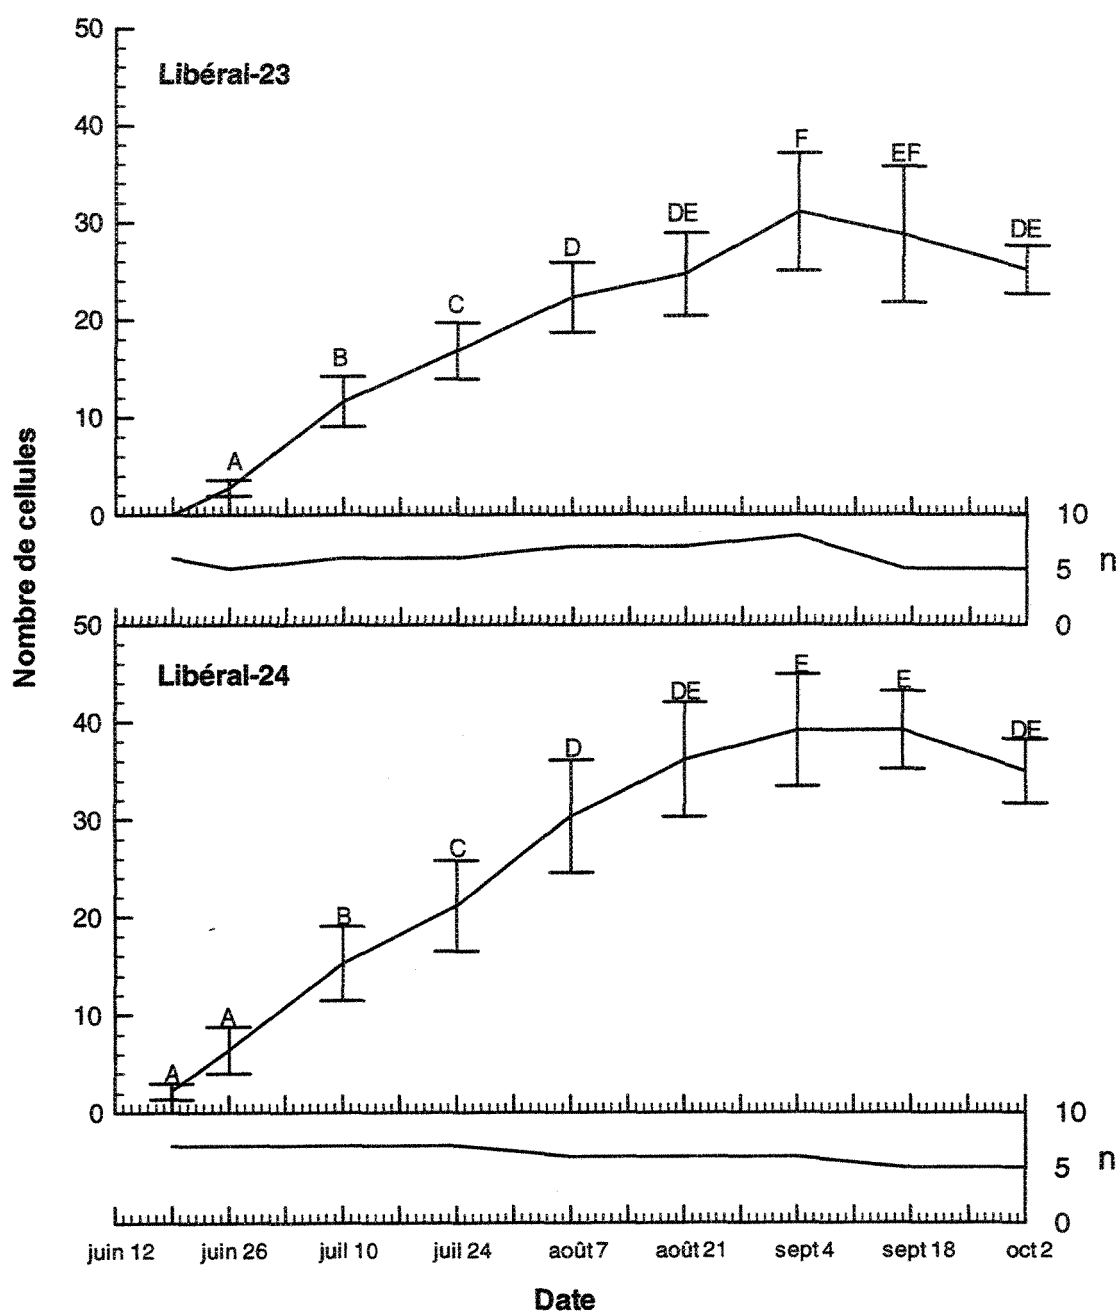 50
Libéral-23
40
F
EF
30
DE
DE
D
20
C
B
10
A
0
10
5
n
0
Nombre de cellules
50
Libéral-24
E
E
DE
40
DE
D
30
C
20
B
10
A
A
0
10
5
n
0
juin 12 juin 26 juil 10 juil 24 août 7 août 21 sept 4 sept 18 oct 2
Date